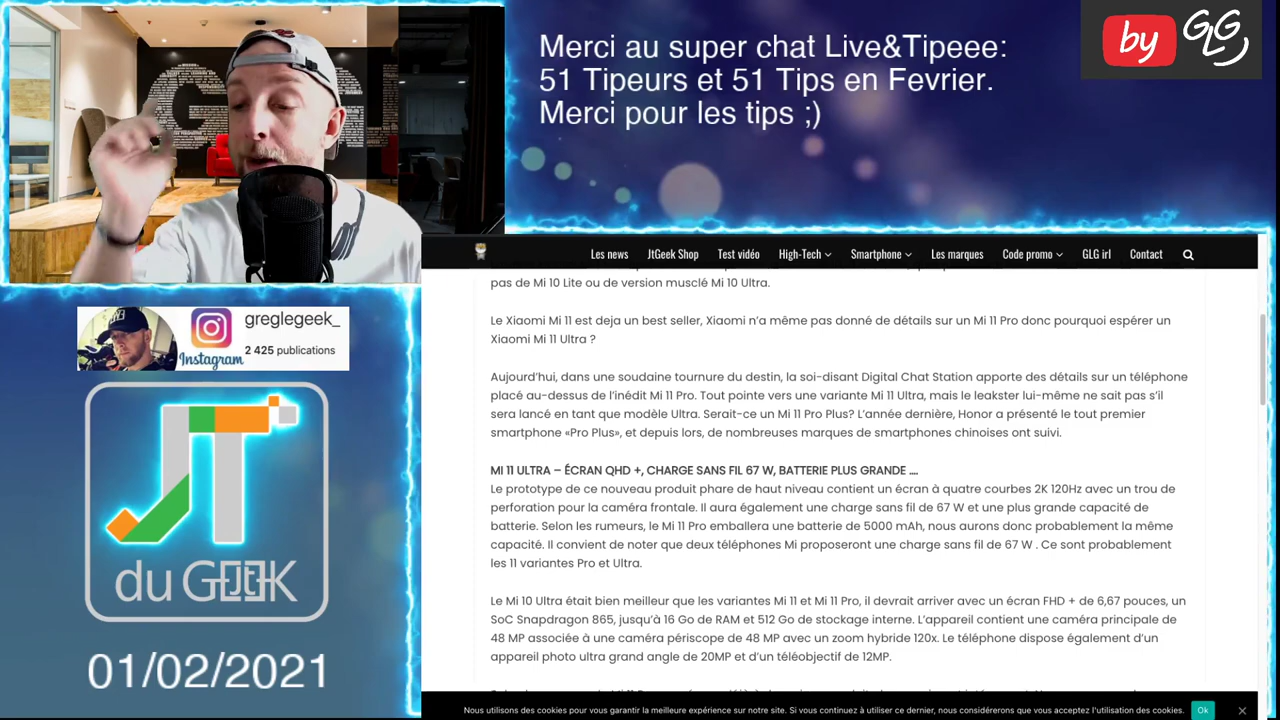 Merci au super chat Live&Tipeee:
51 Tipeurs et 51 Tips en Fevrier.
Merci pour les tips ;)
by GLG
greglegeek_
Instagram
2 425 publications
JT
du GEEK
01/02/2021
Les news JtGeek Shop Test vidéo High-Tech Smartphone Les marques Code promo GLG irl Contact
pas de Mi 10 Lite ou de version musclé Mi 10 Ultra.
Le Xiaomi Mi 11 est deja un best seller, Xiaomi n’a même pas donné de détails sur un Mi 11 Pro donc pourquoi espérer un
Xiaomi Mi 11 Ultra ?
Aujourd’hui, dans une soudaine tournure du destin, la soi-disant Digital Chat Station apporte des détails sur un téléphone
placé au-dessus de l’inédit Mi 11 Pro. Tout pointe vers une variante Mi 11 Ultra, mais le leakster lui-même ne sait pas s’il
sera lancé en tant que modèle Ultra. Serait-ce un Mi 11 Pro Plus? L’année dernière, Honor a présenté le tout premier
smartphone «Pro Plus», et depuis lors, de nombreuses marques de smartphones chinoises ont suivi.
MI 11 ULTRA – ÉCRAN QHD +, CHARGE SANS FIL 67 W, BATTERIE PLUS GRANDE ….
Le prototype de ce nouveau produit phare de haut niveau contient un écran à quatre courbes 2K 120Hz avec un trou de
perforation pour la caméra frontale. Il aura également une charge sans fil de 67 W et une plus grande capacité de
batterie. Selon les rumeurs, le Mi 11 Pro emballera une batterie de 5000 mAh, nous aurons donc probablement la même
capacité. Il convient de noter que deux téléphones Mi proposeront une charge sans fil de 67 W . Ce sont probablement
les 11 variantes Pro et Ultra.
Le Mi 10 Ultra était bien meilleur que les variantes Mi 11 et Mi 11 Pro, il devrait arriver avec un écran FHD + de 6,67 pouces, un
SoC Snapdragon 865, jusqu’à 16 Go de RAM et 512 Go de stockage interne. L’appareil contient une caméra principale de
48 MP associée à une caméra périscope de 48 MP avec un zoom hybride 120x. Le téléphone dispose également d’un
appareil photo ultra grand angle de 20MP et d’un téléobjectif de 12MP.
Nous utilisons des cookies pour vous garantir la meilleure expérience sur notre site. Si vous continuez à utiliser ce dernier, nous considérerons que vous acceptez l'utilisation des cookies. Ok